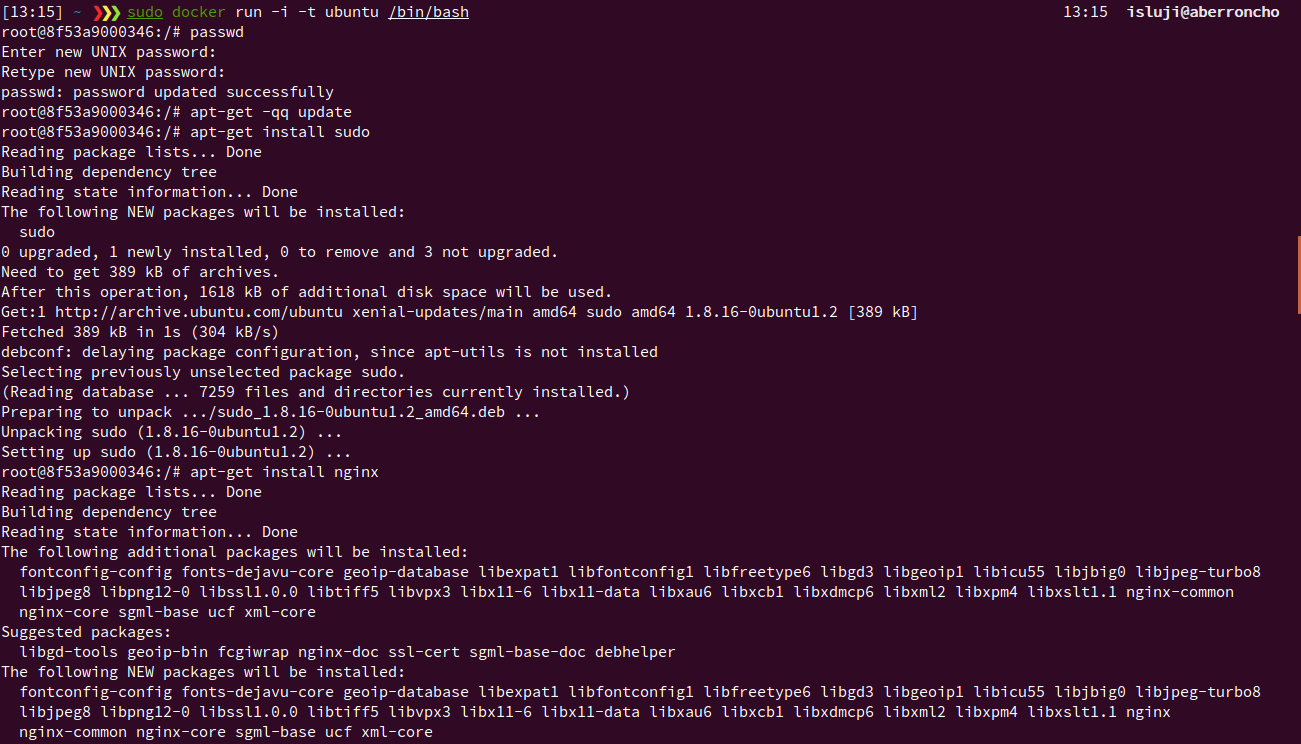 [13:15] ~ ❯❯❯ sudo docker run -i -t ubuntu /bin/bash 13:15 isluji@aberroncho
root@8f53a9000346:/# passwd
Enter new UNIX password:
Retype new UNIX password:
passwd: password updated successfully
root@8f53a9000346:/# apt-get -qq update
root@8f53a9000346:/# apt-get install sudo
Reading package lists... Done
Building dependency tree
Reading state information... Done
The following NEW packages will be installed:
  sudo
0 upgraded, 1 newly installed, 0 to remove and 3 not upgraded.
Need to get 389 kB of archives.
After this operation, 1618 kB of additional disk space will be used.
Get:1 http://archive.ubuntu.com/ubuntu xenial-updates/main amd64 sudo amd64 1.8.16-0ubuntu1.2 [389 kB]
Fetched 389 kB in 1s (304 kB/s)
debconf: delaying package configuration, since apt-utils is not installed
Selecting previously unselected package sudo.
(Reading database ... 7259 files and directories currently installed.)
Preparing to unpack .../sudo_1.8.16-0ubuntu1.2_amd64.deb ...
Unpacking sudo (1.8.16-0ubuntu1.2) ...
Setting up sudo (1.8.16-0ubuntu1.2) ...
root@8f53a9000346:/# apt-get install nginx
Reading package lists... Done
Building dependency tree
Reading state information... Done
The following additional packages will be installed:
  fontconfig-config fonts-dejavu-core geoip-database libexpat1 libfontconfig1 libfreetype6 libgd3 libgeoip1 libicu55 libjbig0 libjpeg-turbo8
  libjpeg8 libpng12-0 libssl1.0.0 libtiff5 libvpx3 libx11-6 libx11-data libxau6 libxcb1 libxdmcp6 libxml2 libxpm4 libxslt1.1 nginx-common
  nginx-core sgml-base ucf xml-core
Suggested packages:
  libgd-tools geoip-bin fcgiwrap nginx-doc ssl-cert sgml-base-doc debhelper
The following NEW packages will be installed:
  fontconfig-config fonts-dejavu-core geoip-database libexpat1 libfontconfig1 libfreetype6 libgd3 libgeoip1 libicu55 libjbig0 libjpeg-turbo8
  libjpeg8 libpng12-0 libssl1.0.0 libtiff5 libvpx3 libx11-6 libx11-data libxau6 libxcb1 libxdmcp6 libxml2 libxpm4 libxslt1.1 nginx
  nginx-common nginx-core sgml-base ucf xml-core